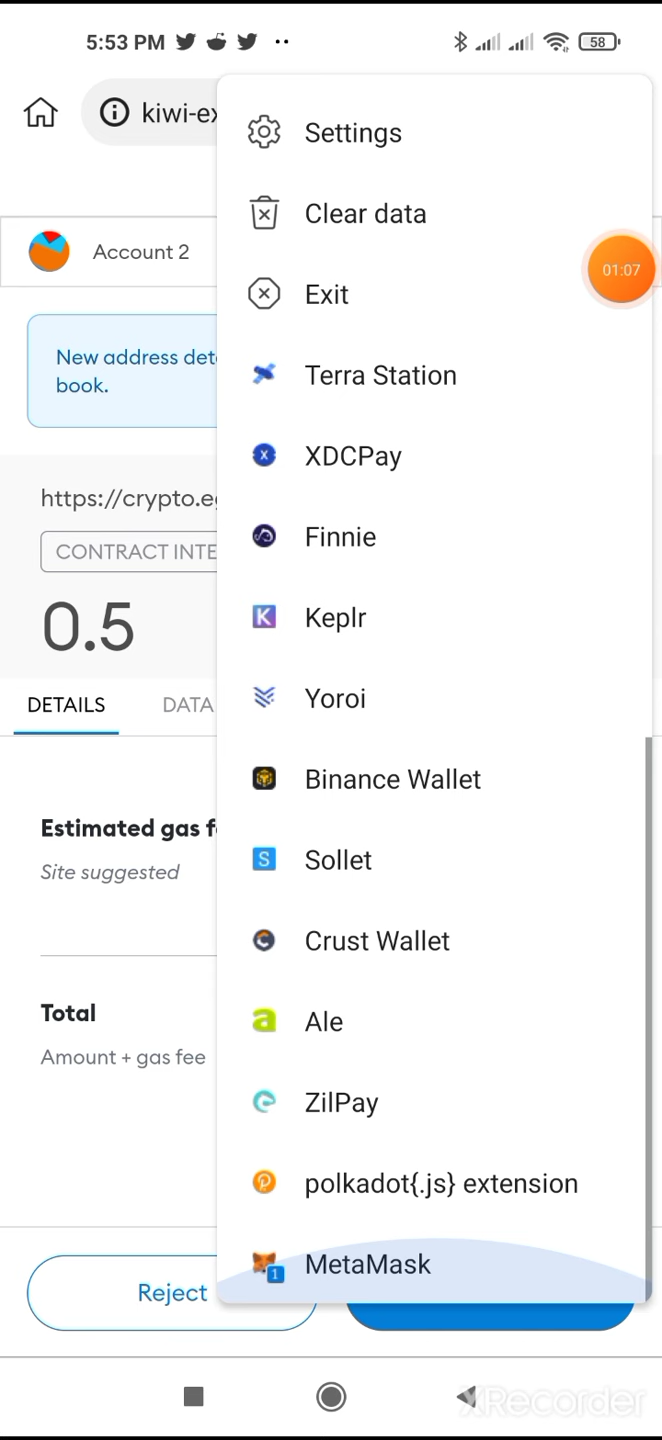 5:53 PM
58
kiwi-ex
Settings
Clear data
01:07
Account 2
Exit
New address dete
book.
Terra Station
XDCPay
https://crypto.e
CONTRACT INTE
Finnie
0.5
Keplr
DETAILS
DATA
Yoroi
Binance Wallet
Estimated gas f
Site suggested
Sollet
Crust Wallet
Total
Ale
Amount + gas fee
ZilPay
polkadot{.js} extension
MetaMask
1
Reject
XRecorder